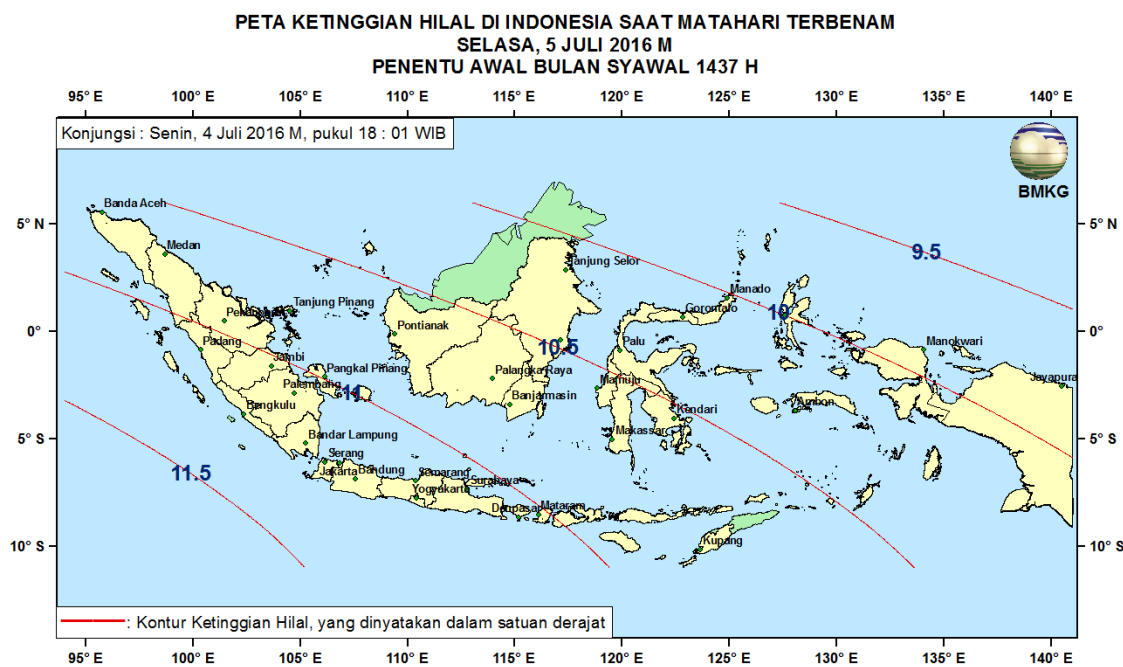 PETA KETINGGIAN HILAL DI INDONESIA SAAT MATAHARI TERBENAM
SELASA, 5 JULI 2016 M
PENENTU AWAL BULAN SYAWAL 1437 H
95° E 100° E 105° E 110° E 115° E 120° E 125° E 130° E 135° E 140° E
Konjungsi : Senin, 4 Juli 2016 M, pukul 18 : 01 WIB
BMKG
Banda Aceh
5° N 5° N
Medan
9.5
Tanjung Selor
Manado
Tanjung Pinang
10
Gorontalo
Pontianak
0° 0°
Padang
10.5
Palu
Manokwari
Jambi
Pangkal Pinang
Palangka Raya
Mamuju
Jayapura
Palembang
11
Bengkulu
Banjarmasin
Kendari
Ambon
Makassar
Bandar Lampung
5° S 5° S
Serang
11.5
Jakarta
Bandung
Semarang
Surabaya
Yogyakarta
Denpasar
Mataram
Kupang
10° S 10° S
: Kontur Ketinggian Hilal, yang dinyatakan dalam satuan derajat
95° E 100° E 105° E 110° E 115° E 120° E 125° E 130° E 135° E 140° E